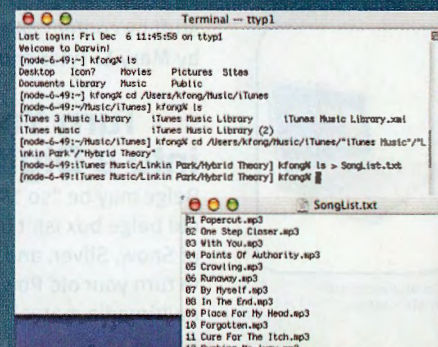 Terminal — ttyp1
Last login: Fri Dec  6 11:45:58 on ttyp1
Welcome to Darwin!
[node-6-49:~] kfong% ls
Desktop   Icon?     Movies    Pictures  Sites
Documents Library   Music     Public
[node-6-49:~] kfong% cd /Users/kfong/Music/iTunes
[node-6-49:~/Music/iTunes] kfong% ls
iTunes 3 Music Library     iTunes Music Library       iTunes Music Library.xml
iTunes Music               iTunes Music Library (2)
[node-6-49:~/Music/iTunes] kfong% cd /Users/kfong/Music/iTunes/"iTunes Music"/"L
inkin Park"/"Hybrid Theory"
[node-6-49:iTunes Music/Linkin Park/Hybrid Theory] kfong% ls > SongList.txt
[node-6-49:iTunes Music/Linkin Park/Hybrid Theory] kfong%
SongList.txt
01 Papercut.mp3
02 One Step Closer.mp3
03 With You.mp3
04 Points Of Authority.mp3
05 Crawling.mp3
06 Runaway.mp3
07 By Myself.mp3
08 In The End.mp3
09 Place For My Head.mp3
10 Forgotten.mp3
11 Cure For The Itch.mp3